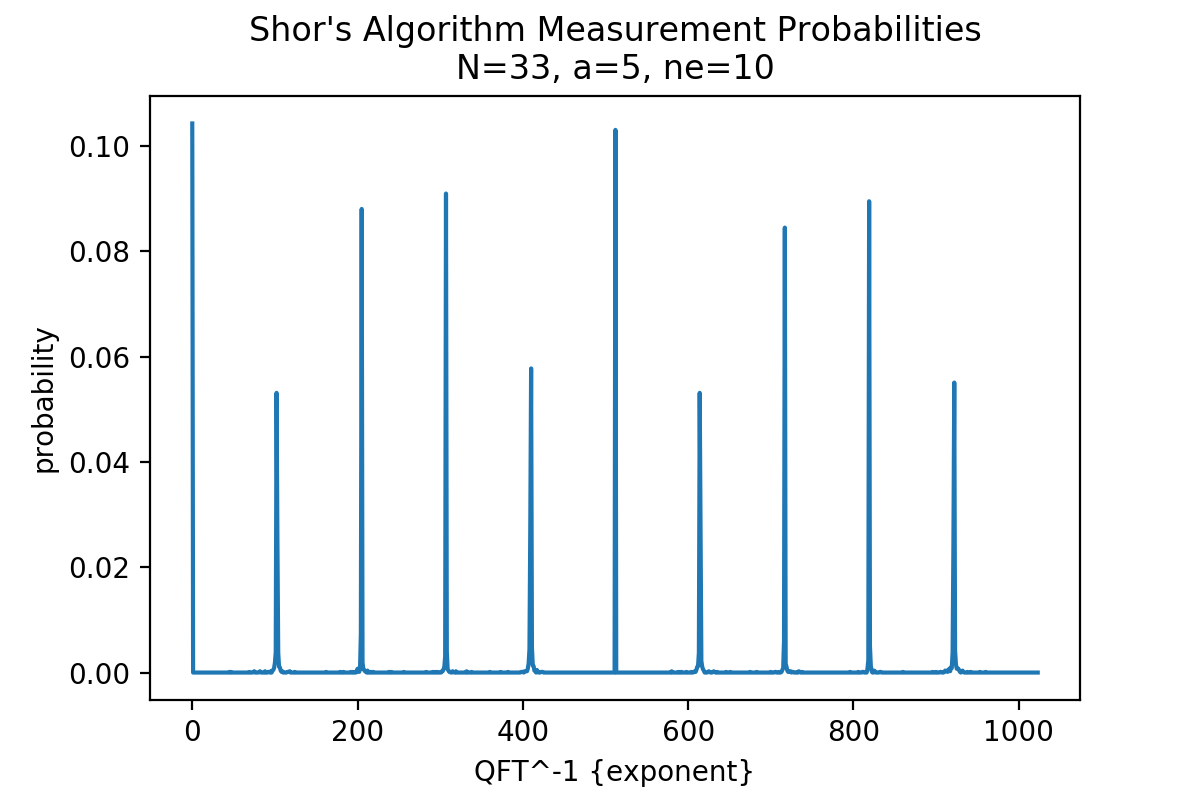 Shor's Algorithm Measurement Probabilities
N=33, a=5, ne=10
probability
0.10
0.08
0.06
0.04
0.02
0.00
0 200 400 600 800 1000
QFT^-1 {exponent}